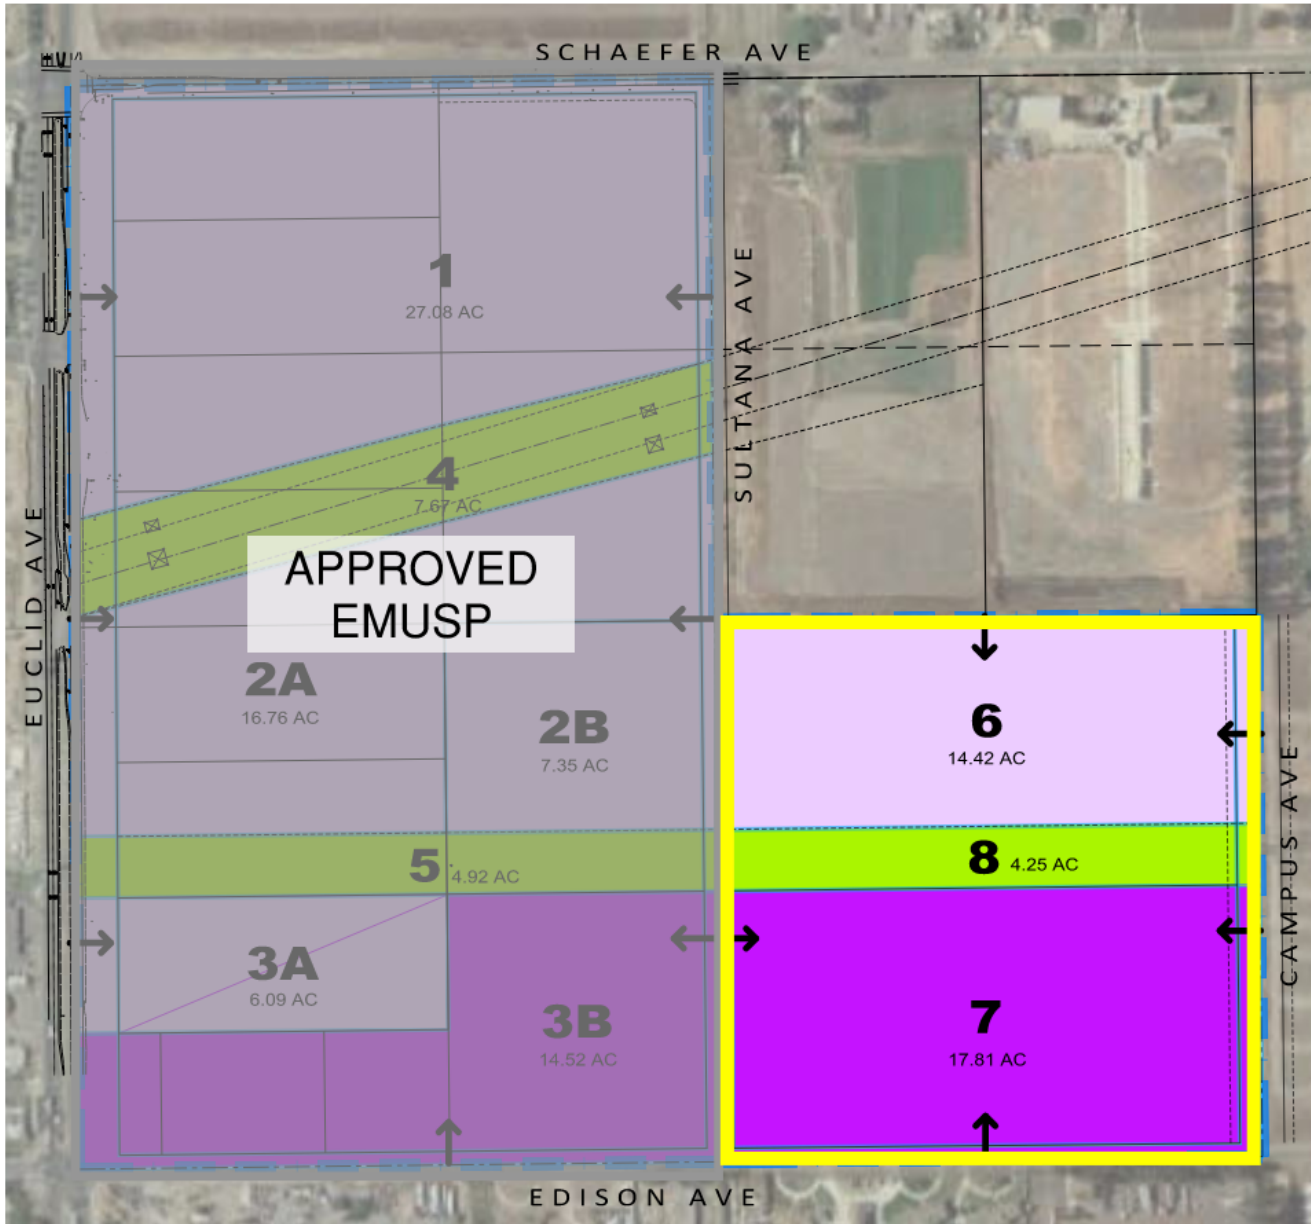 SCHAEFER AVE
1
27.08 AC
SULTANA AVE
4
7.67 AC
EUCLID AVE
APPROVED
EMUSP
2A
16.76 AC
2B
7.35 AC
6
14.42 AC
CAMPUS AVE
5 4.92 AC
8 4.25 AC
3A
6.09 AC
3B
14.52 AC
7
17.81 AC
EDISON AVE